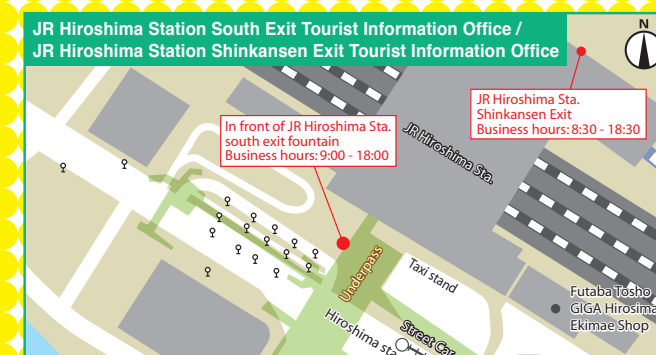 JR Hiroshima Station South Exit Tourist Information Office /
JR Hiroshima Station Shinkansen Exit Tourist Information Office
N
JR Hiroshima Sta.
Shinkansen Exit
Business hours: 8:30 - 18:30
In front of JR Hiroshima Sta.
south exit fountain
Business hours: 9:00 - 18:00
JR Hiroshima Sta.
Underpass
Taxi stand
Futaba Tosho
GIGA Hirosima
Ekimae Shop
Hiroshima sta
Street Car